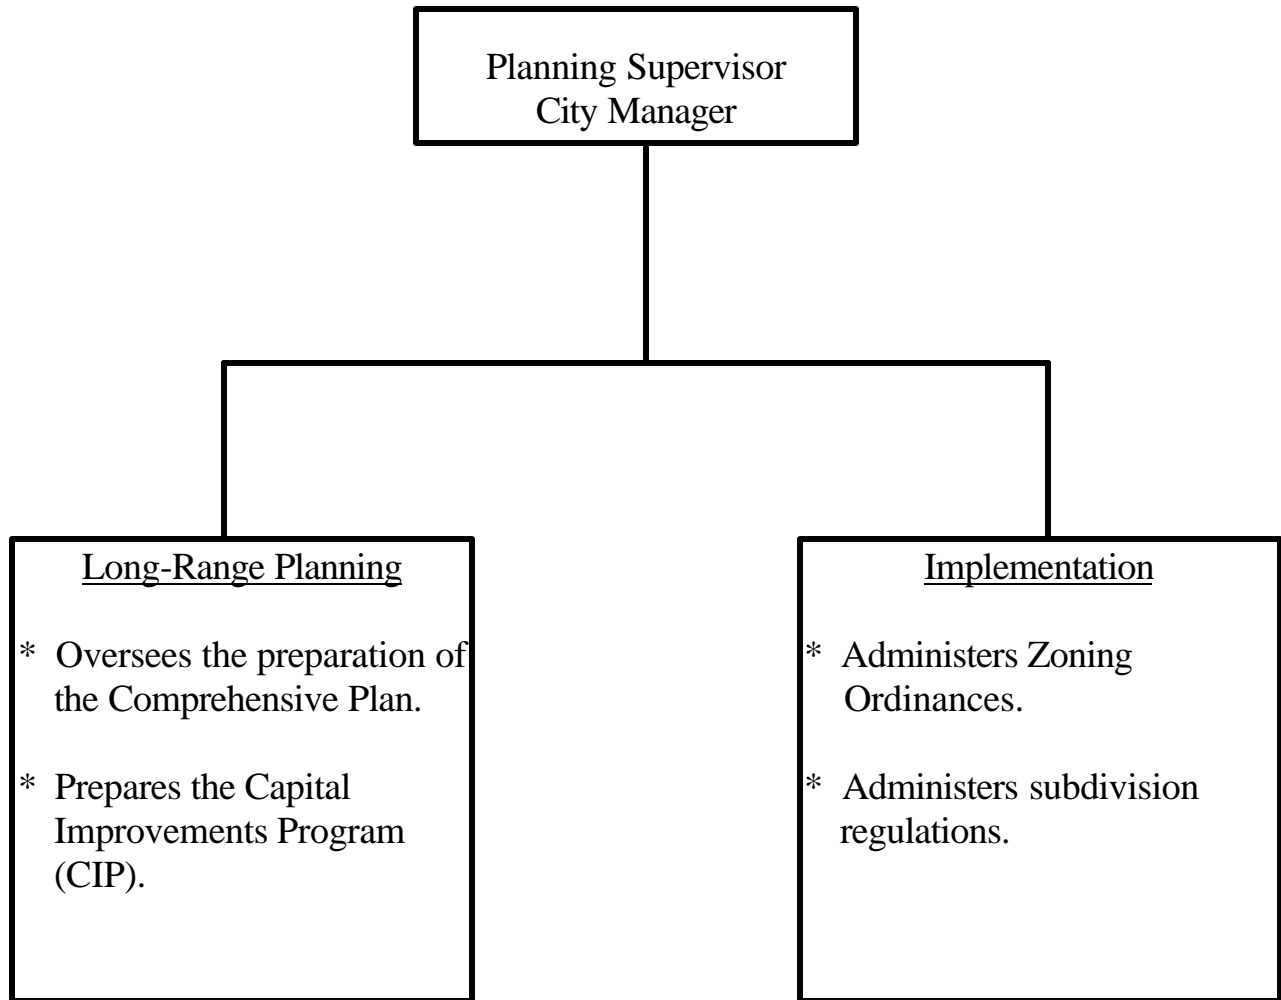 Planning Supervisor
City Manager
Long-Range Planning
* Oversees the preparation of
the Comprehensive Plan.
* Prepares the Capital
Improvements Program
(CIP).
Implementation
* Administers Zoning
Ordinances.
* Administers subdivision
regulations.